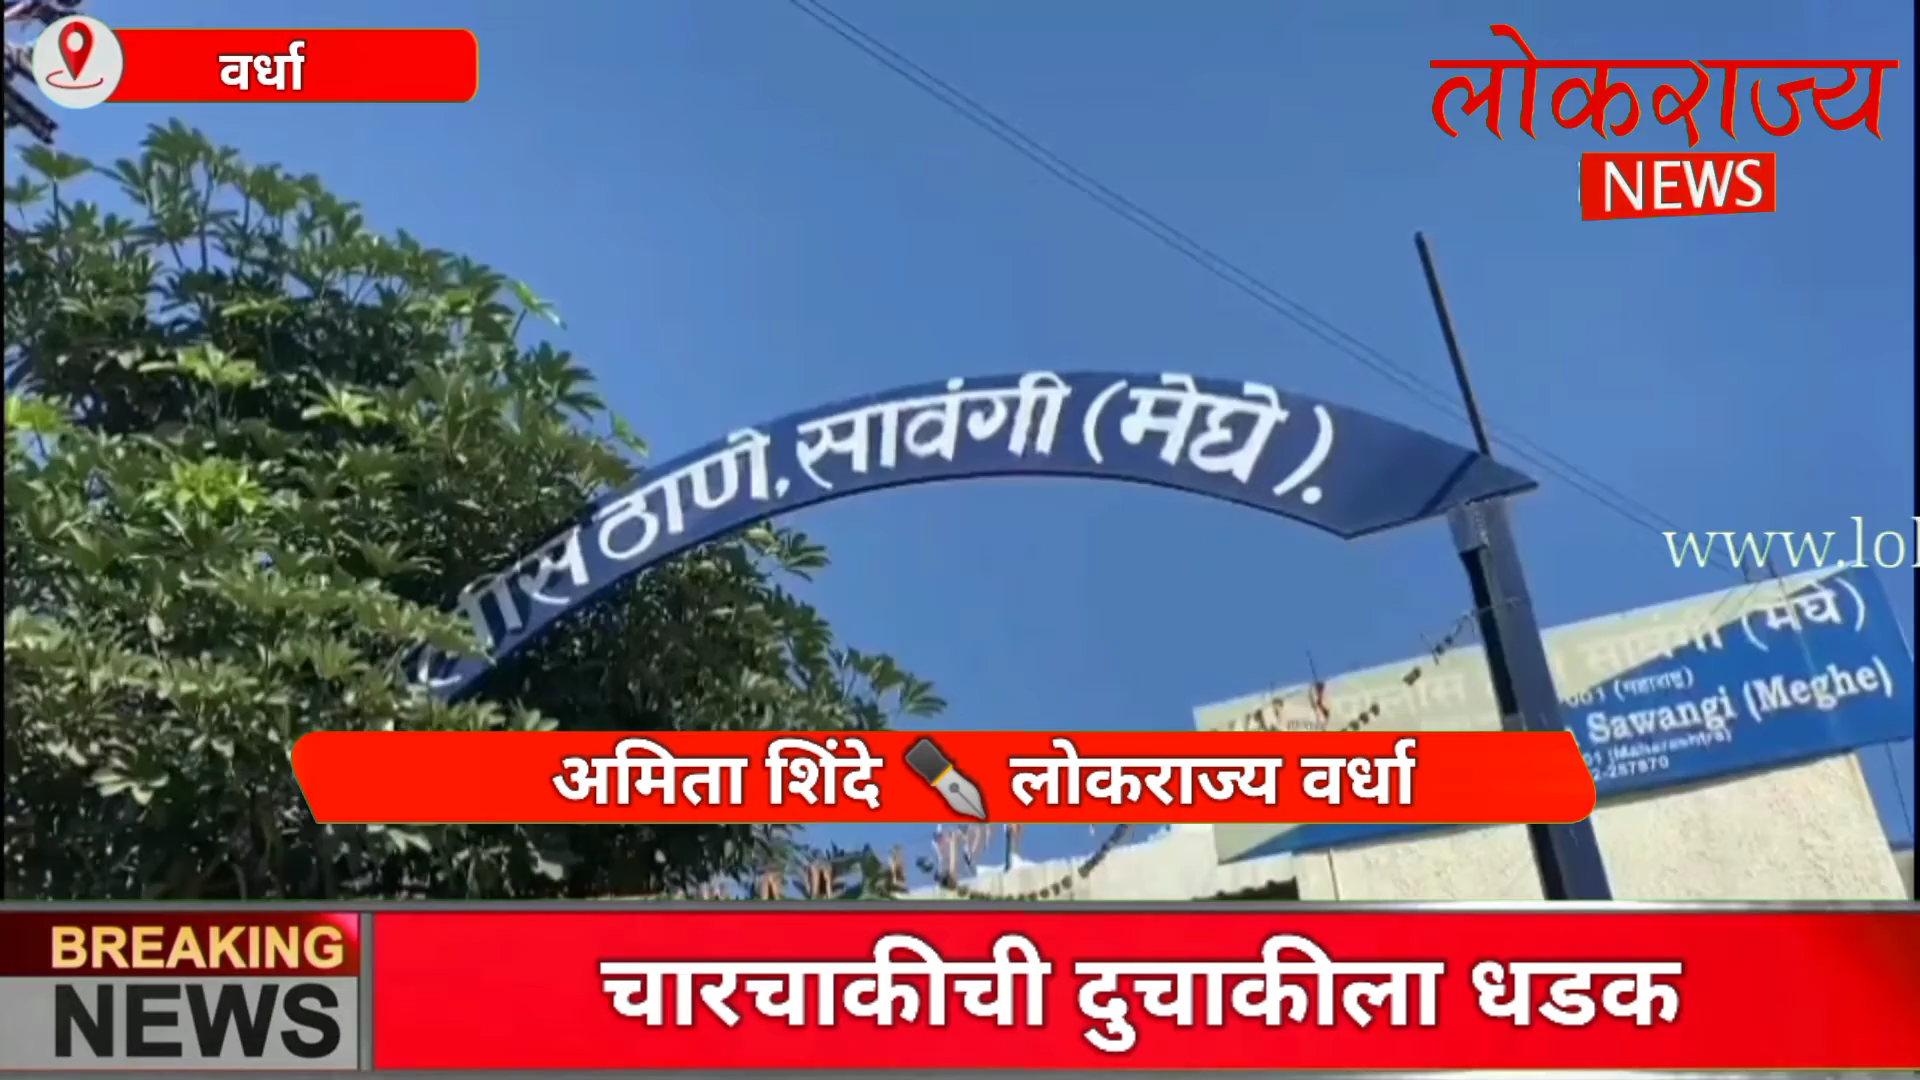 वर्धा
लोकराज्य
NEWS
ठाणे, सावंगी (मेघे).
www.lo
सावंगी (मेघे)
Sawangi (Meghe)
अमिता शिंदे लोकराज्य वर्धा
BREAKING
NEWS
चारचाकीची दुचाकीला धडक